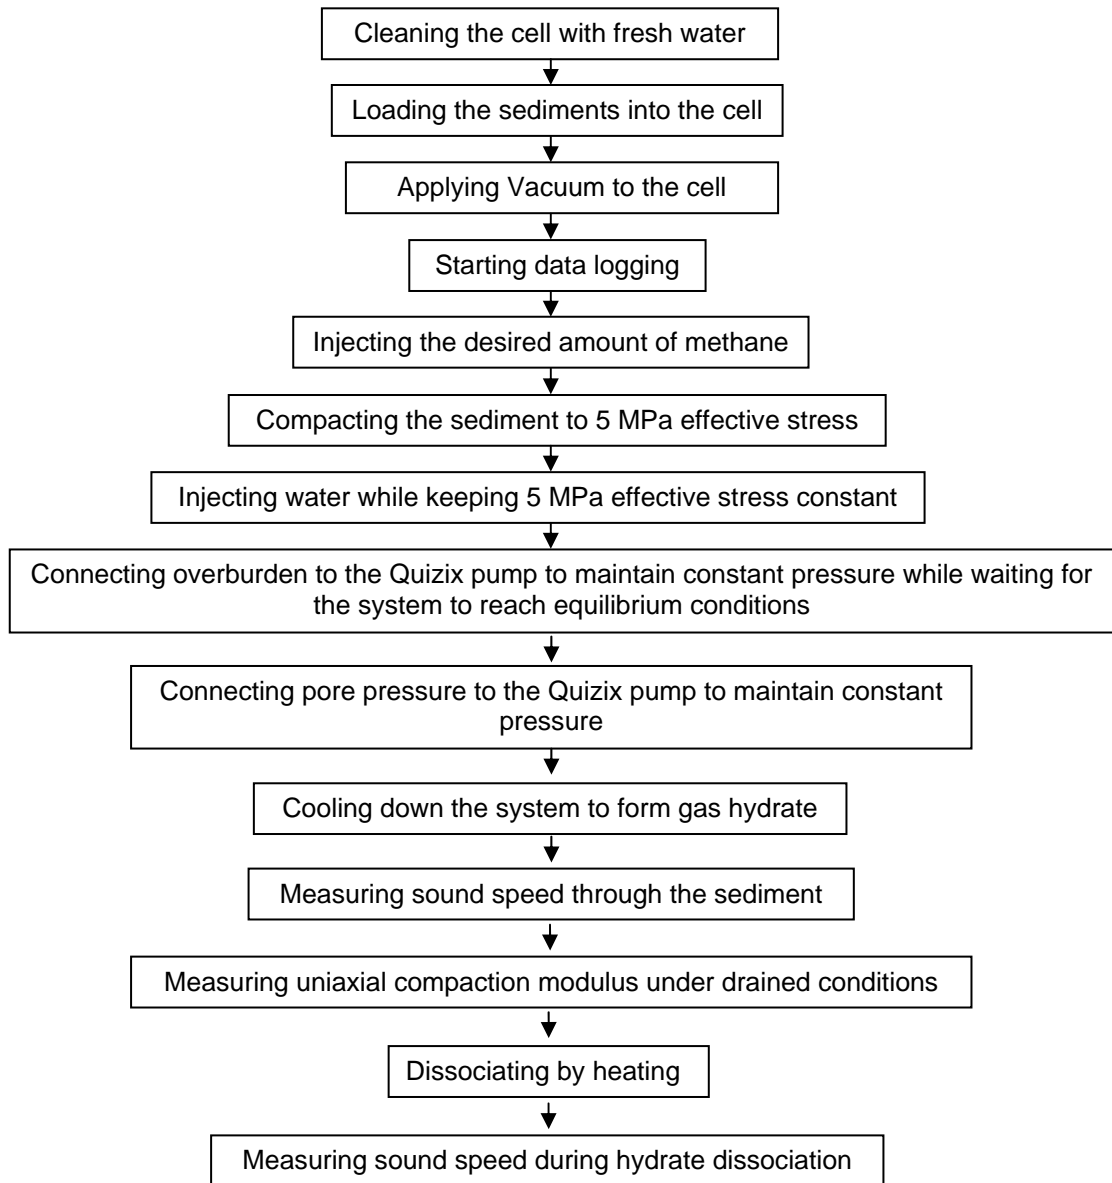 Cleaning the cell with fresh water
Loading the sediments into the cell
Applying Vacuum to the cell
Starting data logging
Injecting the desired amount of methane
Compacting the sediment to 5 MPa effective stress
Injecting water while keeping 5 MPa effective stress constant
Connecting overburden to the Quizix pump to maintain constant pressure while waiting for
the system to reach equilibrium conditions
Connecting pore pressure to the Quizix pump to maintain constant
pressure
Cooling down the system to form gas hydrate
Measuring sound speed through the sediment
Measuring uniaxial compaction modulus under drained conditions
Dissociating by heating
Measuring sound speed during hydrate dissociation